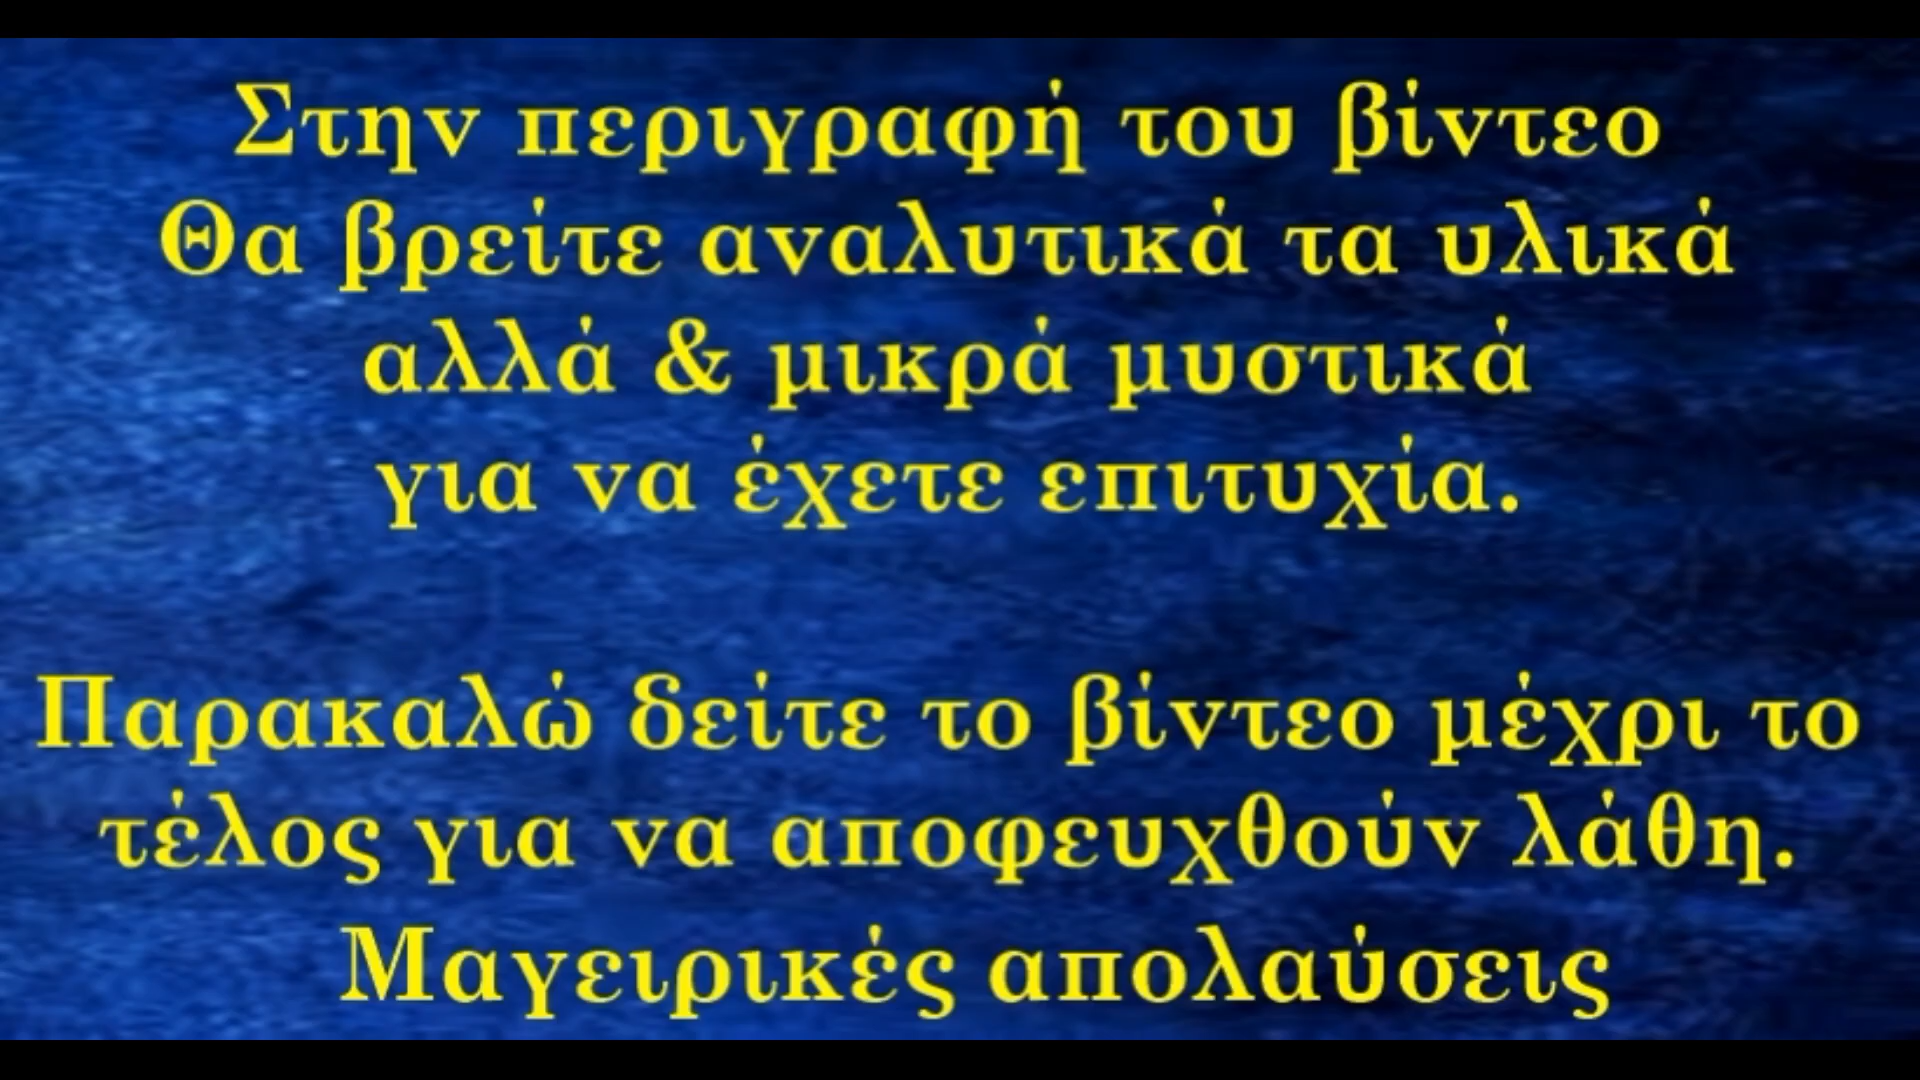 Στην περιγραφή του βίντεο
Θα βρείτε αναλυτικά τα υλικά
αλλά & μικρά μυστικά
για να έχετε επιτυχία.
Παρακαλώ δείτε το βίντεο μέχρι το
τέλος για να αποφευχθούν λάθη.
Μαγειρικές απολαύσεις